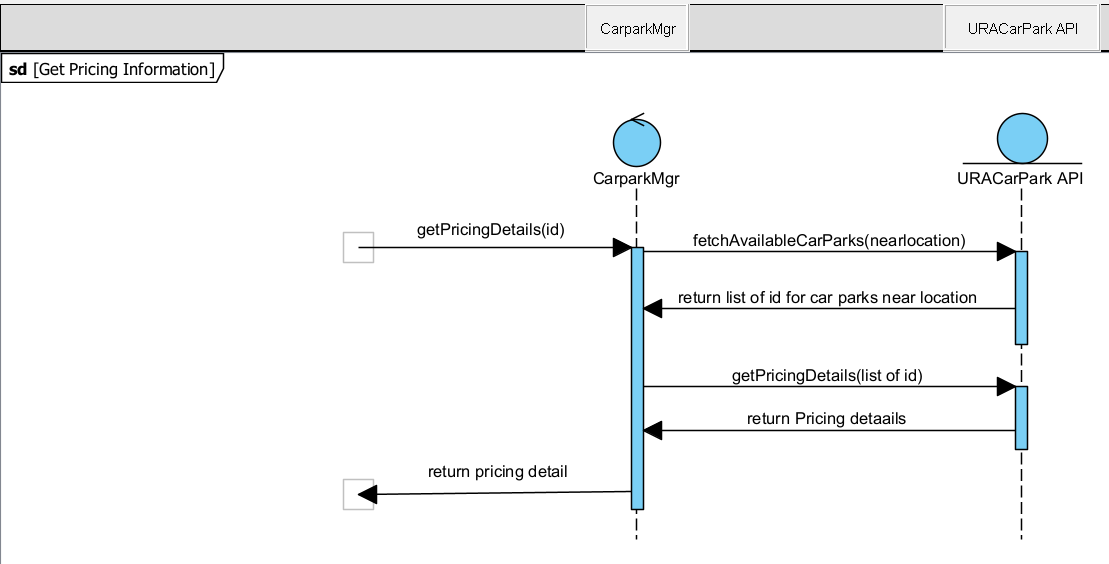 CarparkMgr
URACarPark API
sd [Get Pricing Information]
CarparkMgr
URACarPark API
getPricingDetails(id)
fetchAvailableCarParks(nearlocation)
return list of id for car parks near location
getPricingDetails(list of id)
return Pricing detaails
return pricing detail